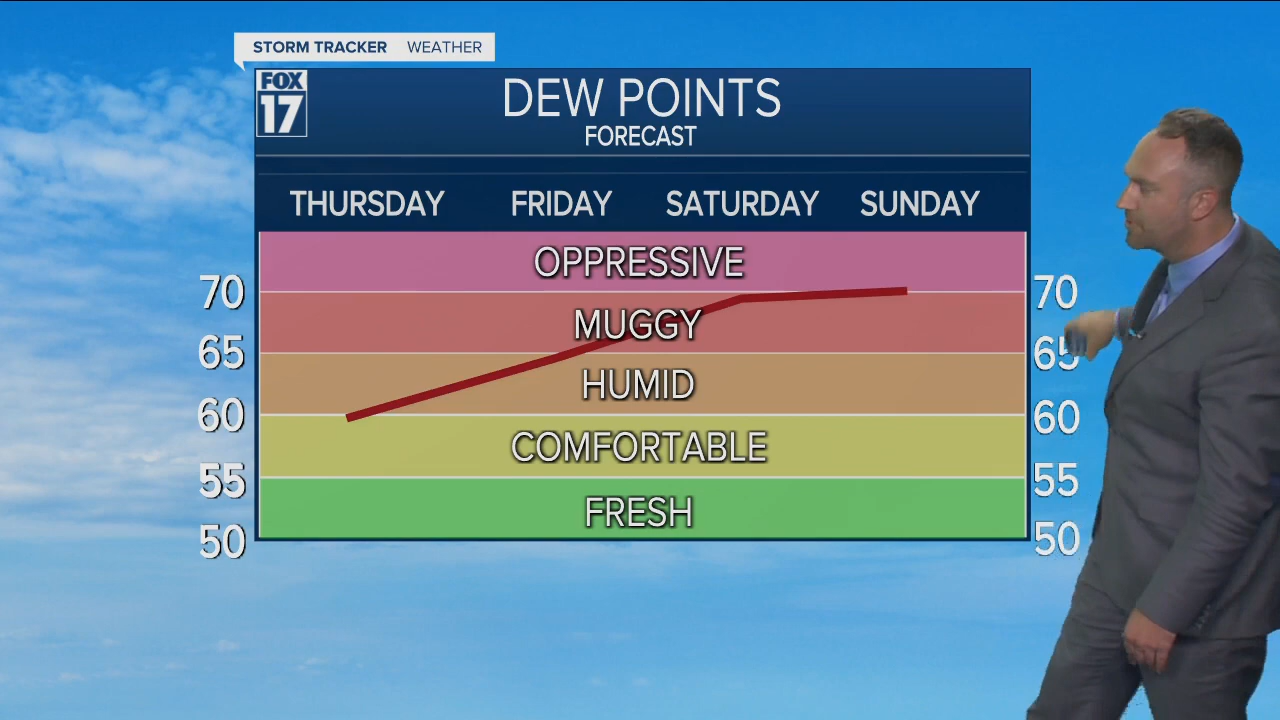 STORM TRACKER WEATHER
FOX
17
DEW POINTS
FORECAST
THURSDAY FRIDAY SATURDAY SUNDAY
OPPRESSIVE
70 70
MUGGY
65 65
HUMID
60 60
COMFORTABLE
55 55
FRESH
50 50